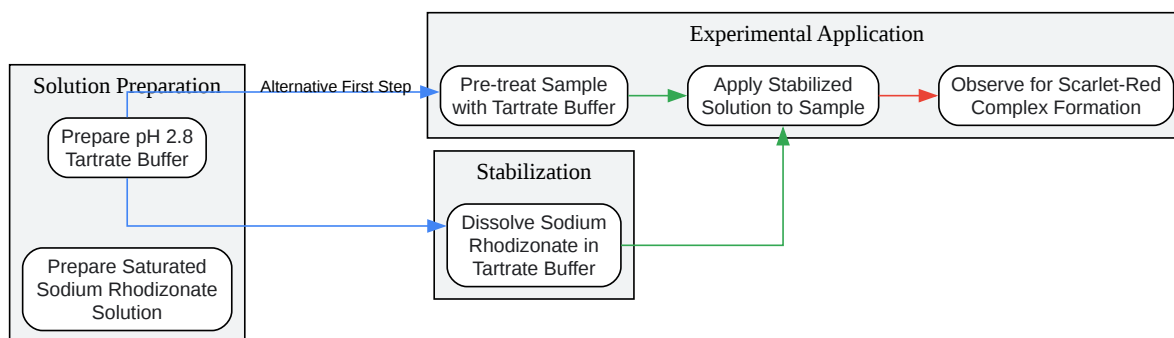 Experimental Application
Solution Preparation
Alternative First Step
Pre-treat Sample
with Tartrate Buffer
Apply Stabilized
Solution to Sample
Observe for Scarlet-Red
Complex Formation
Prepare pH 2.8
Tartrate Buffer
Stabilization
Dissolve Sodium
Rhodizonate in
Tartrate Buffer
Prepare Saturated
Sodium Rhodizonate
Solution